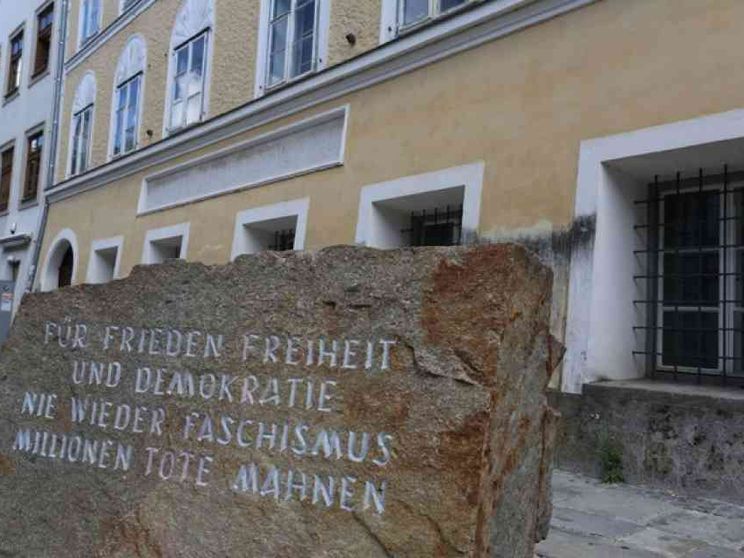 FÜR FRIEDEN FREIHEIT
UND DEMOKRATIE
NIE WIEDER FASCHISMUS
MILLIONEN TOTE MAHNEN